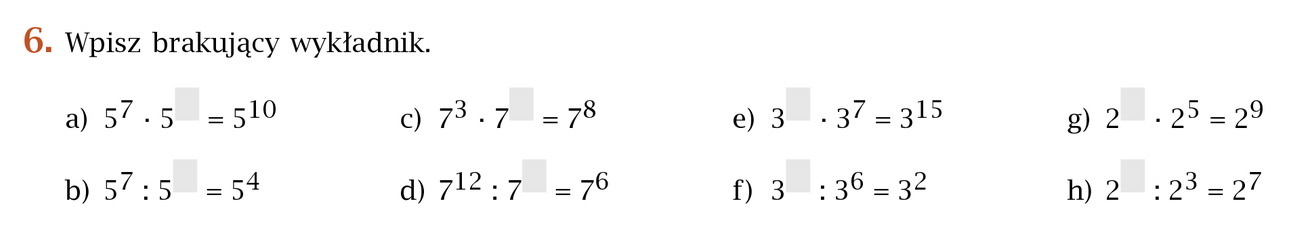 6. Wpisz brakujący wykładnik.
a) 5⁷ · 5 = 5¹⁰ c) 7³ · 7 = 7⁸ e) 3 · 3⁷ = 3¹⁵ g) 2 · 2⁵ = 2⁹
b) 5⁷ : 5 = 5⁴ d) 7¹² : 7 = 7⁶ f) 3 : 3⁶ = 3² h) 2 : 2³ = 2⁷